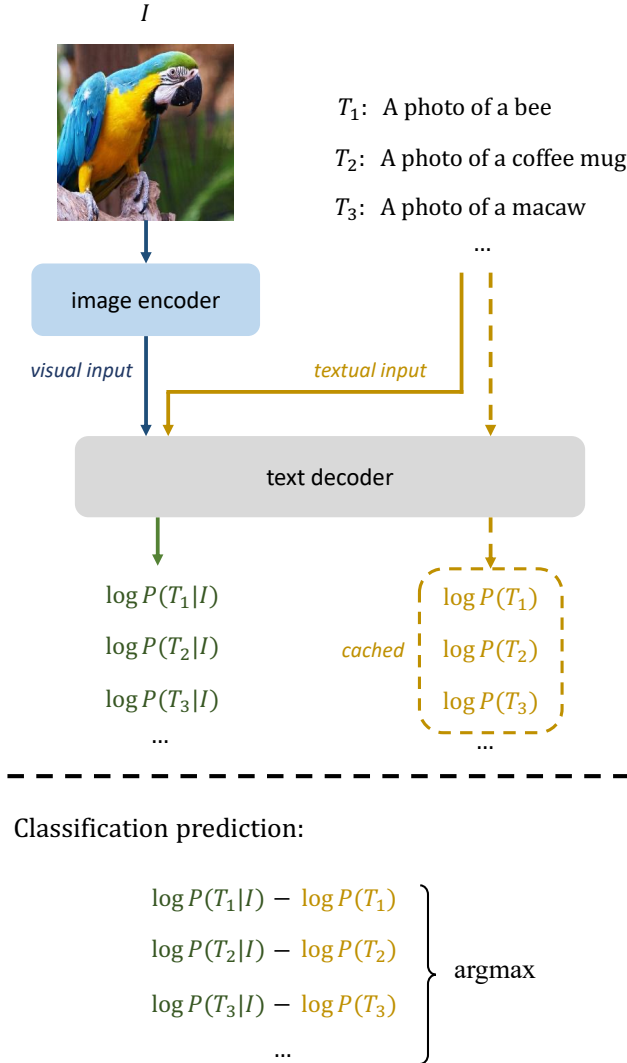 I
T₁: A photo of a bee
T₂: A photo of a coffee mug
T₃: A photo of a macaw
...
image encoder
visual input
textual input
text decoder
log P(T₁|I)
log P(T₂|I)
log P(T₃|I)
...
cached
log P(T₁)
log P(T₂)
log P(T₃)
...
Classification prediction:
log P(T₁|I) − log P(T₁)
log P(T₂|I) − log P(T₂)
log P(T₃|I) − log P(T₃)
...
argmax